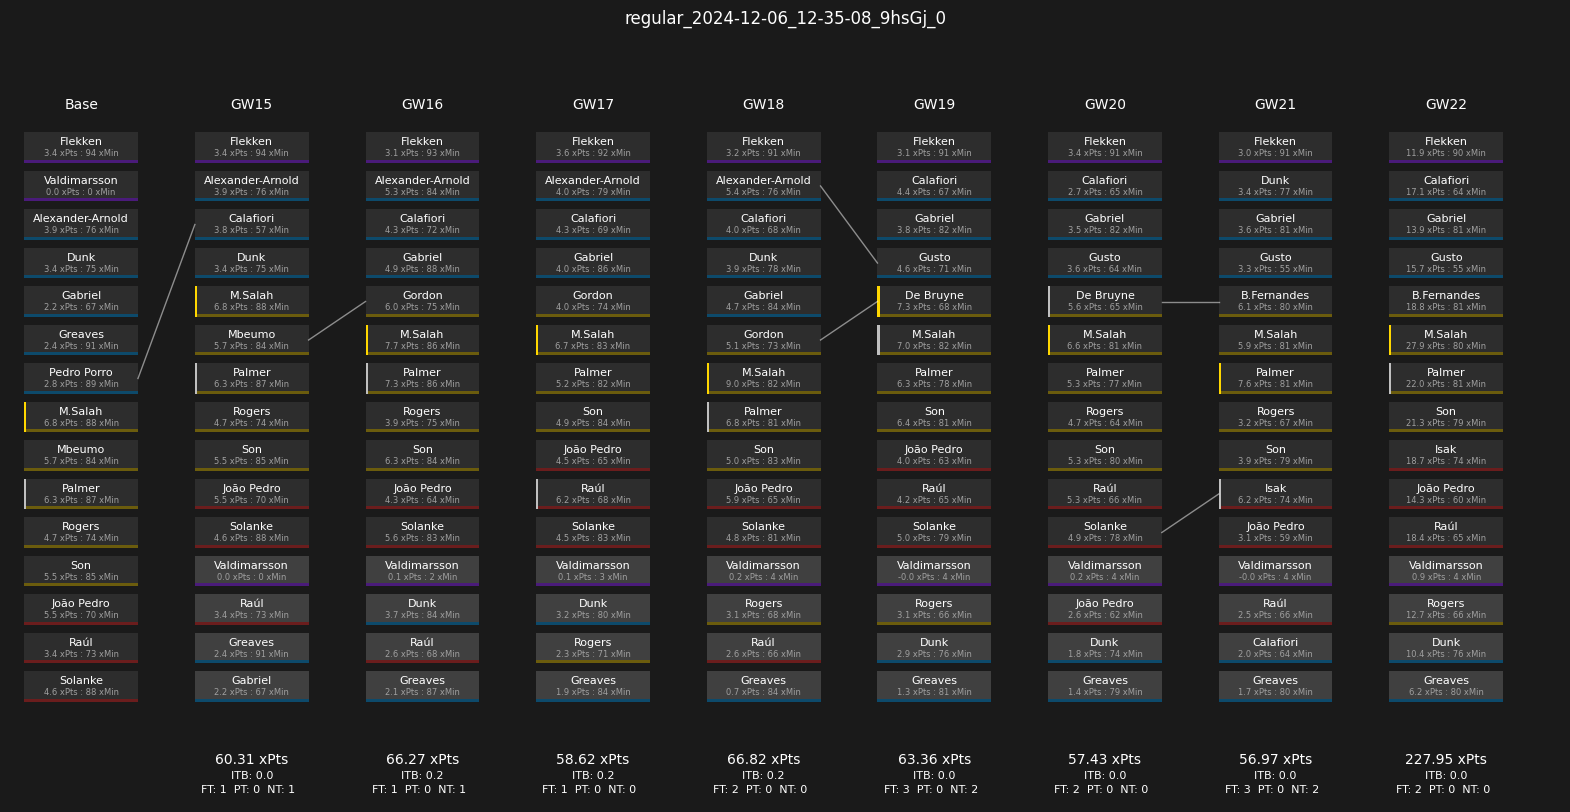 regular_2024-12-06_12-35-08_9hsGj_0
Base
Flekken
3.4 xPts : 94 xMin
Valdimarsson
0.0 xPts : 0 xMin
Alexander-Arnold
3.9 xPts : 76 xMin
Dunk
3.4 xPts : 75 xMin
Gabriel
2.2 xPts : 67 xMin
Greaves
2.4 xPts : 91 xMin
Pedro Porro
2.8 xPts : 89 xMin
M.Salah
6.8 xPts : 88 xMin
Mbeumo
5.7 xPts : 84 xMin
Palmer
6.3 xPts : 87 xMin
Rogers
4.7 xPts : 74 xMin
Son
5.5 xPts : 85 xMin
João Pedro
5.5 xPts : 70 xMin
Raúl
3.4 xPts : 73 xMin
Solanke
4.6 xPts : 88 xMin
GW15
Flekken
3.4 xPts : 94 xMin
Alexander-Arnold
3.9 xPts : 76 xMin
Calafiori
3.8 xPts : 57 xMin
Dunk
3.4 xPts : 75 xMin
M.Salah
6.8 xPts : 88 xMin
Mbeumo
5.7 xPts : 84 xMin
Palmer
6.3 xPts : 87 xMin
Rogers
4.7 xPts : 74 xMin
Son
5.5 xPts : 85 xMin
João Pedro
5.5 xPts : 70 xMin
Solanke
4.6 xPts : 88 xMin
Valdimarsson
0.0 xPts : 0 xMin
Raúl
3.4 xPts : 73 xMin
Greaves
2.4 xPts : 91 xMin
Gabriel
2.2 xPts : 67 xMin
60.31 xPts
ITB: 0.0
FT: 1 PT: 0 NT: 1
GW16
Flekken
3.1 xPts : 93 xMin
Alexander-Arnold
5.3 xPts : 84 xMin
Calafiori
4.3 xPts : 72 xMin
Gabriel
4.9 xPts : 88 xMin
Gordon
6.0 xPts : 75 xMin
M.Salah
7.7 xPts : 86 xMin
Palmer
7.3 xPts : 86 xMin
Rogers
3.9 xPts : 75 xMin
Son
6.3 xPts : 84 xMin
João Pedro
4.3 xPts : 64 xMin
Solanke
5.6 xPts : 83 xMin
Valdimarsson
0.1 xPts : 2 xMin
Dunk
3.7 xPts : 84 xMin
Raúl
2.6 xPts : 68 xMin
Greaves
2.1 xPts : 87 xMin
66.27 xPts
ITB: 0.2
FT: 1 PT: 0 NT: 1
GW17
Flekken
3.6 xPts : 92 xMin
Alexander-Arnold
4.0 xPts : 79 xMin
Calafiori
4.3 xPts : 69 xMin
Gabriel
4.0 xPts : 86 xMin
Gordon
4.0 xPts : 74 xMin
M.Salah
6.7 xPts : 83 xMin
Palmer
5.2 xPts : 82 xMin
Son
4.9 xPts : 84 xMin
João Pedro
4.5 xPts : 65 xMin
Raúl
6.2 xPts : 68 xMin
Solanke
4.5 xPts : 83 xMin
Valdimarsson
0.1 xPts : 3 xMin
Dunk
3.2 xPts : 80 xMin
Rogers
2.3 xPts : 71 xMin
Greaves
1.9 xPts : 84 xMin
58.62 xPts
ITB: 0.2
FT: 1 PT: 0 NT: 0
GW18
Flekken
3.2 xPts : 91 xMin
Alexander-Arnold
5.4 xPts : 76 xMin
Calafiori
4.0 xPts : 68 xMin
Dunk
3.9 xPts : 78 xMin
Gabriel
4.7 xPts : 84 xMin
Gordon
5.1 xPts : 73 xMin
M.Salah
9.0 xPts : 82 xMin
Palmer
6.8 xPts : 81 xMin
Son
5.0 xPts : 83 xMin
João Pedro
5.9 xPts : 65 xMin
Solanke
4.8 xPts : 81 xMin
Valdimarsson
0.2 xPts : 4 xMin
Rogers
3.1 xPts : 68 xMin
Raúl
2.6 xPts : 66 xMin
Greaves
0.7 xPts : 84 xMin
66.82 xPts
ITB: 0.2
FT: 2 PT: 0 NT: 0
GW19
Flekken
3.1 xPts : 91 xMin
Calafiori
4.4 xPts : 67 xMin
Gabriel
3.8 xPts : 82 xMin
Gusto
4.6 xPts : 71 xMin
De Bruyne
7.3 xPts : 68 xMin
M.Salah
7.0 xPts : 82 xMin
Palmer
6.3 xPts : 78 xMin
Son
6.4 xPts : 81 xMin
João Pedro
4.0 xPts : 63 xMin
Raúl
4.2 xPts : 65 xMin
Solanke
5.0 xPts : 79 xMin
Valdimarsson
-0.0 xPts : 4 xMin
Rogers
3.1 xPts : 66 xMin
Dunk
2.9 xPts : 76 xMin
Greaves
1.3 xPts : 81 xMin
63.36 xPts
ITB: 0.0
FT: 3 PT: 0 NT: 2
GW20
Flekken
3.4 xPts : 91 xMin
Calafiori
2.7 xPts : 65 xMin
Gabriel
3.5 xPts : 82 xMin
Gusto
3.6 xPts : 64 xMin
De Bruyne
5.6 xPts : 65 xMin
M.Salah
6.6 xPts : 81 xMin
Palmer
5.3 xPts : 77 xMin
Rogers
4.7 xPts : 64 xMin
Son
5.3 xPts : 80 xMin
Raúl
5.3 xPts : 66 xMin
Solanke
4.9 xPts : 78 xMin
Valdimarsson
0.2 xPts : 4 xMin
João Pedro
2.6 xPts : 62 xMin
Dunk
1.8 xPts : 74 xMin
Greaves
1.4 xPts : 79 xMin
57.43 xPts
ITB: 0.0
FT: 2 PT: 0 NT: 0
GW21
Flekken
3.0 xPts : 91 xMin
Dunk
3.4 xPts : 77 xMin
Gabriel
3.6 xPts : 81 xMin
Gusto
3.3 xPts : 55 xMin
B.Fernandes
6.1 xPts : 80 xMin
M.Salah
5.9 xPts : 81 xMin
Palmer
7.6 xPts : 81 xMin
Rogers
3.2 xPts : 67 xMin
Son
3.9 xPts : 79 xMin
Isak
6.2 xPts : 74 xMin
João Pedro
3.1 xPts : 59 xMin
Valdimarsson
-0.0 xPts : 4 xMin
Raúl
2.5 xPts : 66 xMin
Calafiori
2.0 xPts : 64 xMin
Greaves
1.7 xPts : 80 xMin
56.97 xPts
ITB: 0.0
FT: 3 PT: 0 NT: 2
GW22
Flekken
11.9 xPts : 90 xMin
Calafiori
17.1 xPts : 64 xMin
Gabriel
13.9 xPts : 81 xMin
Gusto
15.7 xPts : 55 xMin
B.Fernandes
18.8 xPts : 81 xMin
M.Salah
27.9 xPts : 80 xMin
Palmer
22.0 xPts : 81 xMin
Son
21.3 xPts : 79 xMin
Isak
18.7 xPts : 74 xMin
João Pedro
14.3 xPts : 60 xMin
Raúl
18.4 xPts : 65 xMin
Valdimarsson
0.9 xPts : 4 xMin
Rogers
12.7 xPts : 66 xMin
Dunk
10.4 xPts : 76 xMin
Greaves
6.2 xPts : 80 xMin
227.95 xPts
ITB: 0.0
FT: 2 PT: 0 NT: 0